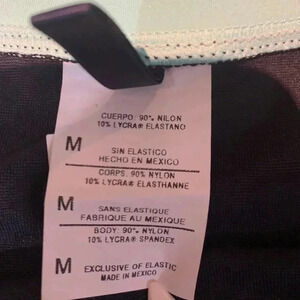 CUERPO: 90% NILON
10% LYCRA® ELASTANO
M
SIN ELASTICO
HECHO EN MEXICO
CORPS: 90% NYLON
10% LYCRA® ELASTHANNE
M
SANS ELASTIQUE
FABRIQUE AU MEXIQUE
BODY: 90% NYLON
10% LYCRA® SPANDEX
M
EXCLUSIVE OF ELASTIC
MADE IN MEXICO